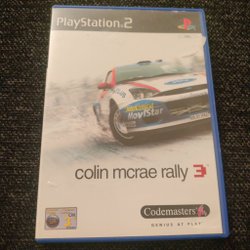 PlayStation 2
MoviStar
colin mcrae rally 3
Codemasters
GENIUS AT PLAY